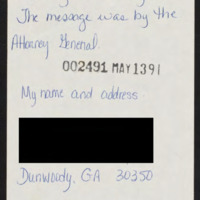 The message was by the
Attorney General.
002491 MAY1391
My name and address
Dunwoody, GA 30350